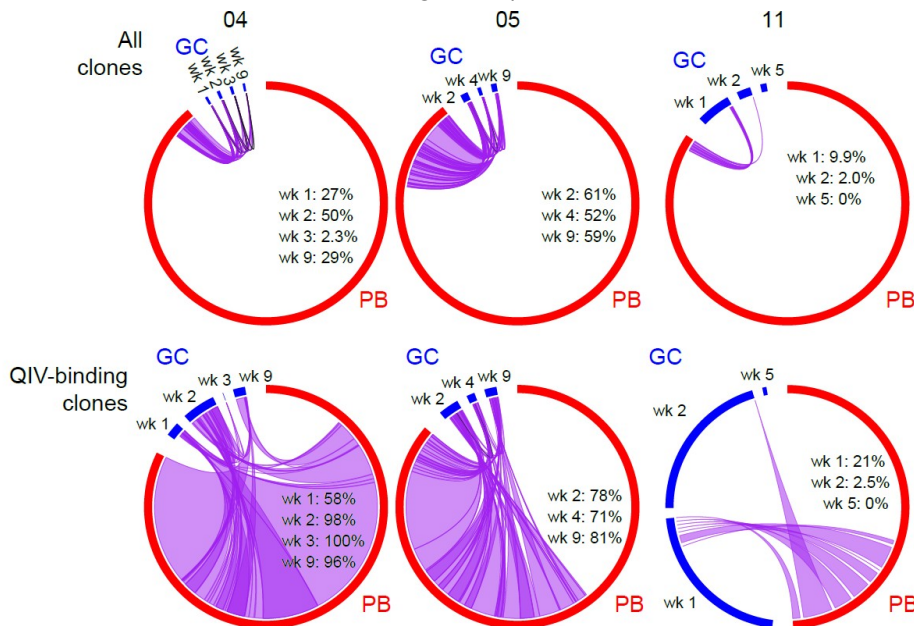 04
05
11
All
clones
GC
wk 1
wk 2
wk 3
wk 9
wk 1: 27%
wk 2: 50%
wk 3: 2.3%
wk 9: 29%
PB
GC
wk 2
wk 4
wk 9
wk 2: 61%
wk 4: 52%
wk 9: 59%
PB
GC
wk 1
wk 2
wk 5
wk 1: 9.9%
wk 2: 2.0%
wk 5: 0%
PB
QIV-binding
clones
GC
wk 1
wk 2
wk 3
wk 9
wk 1: 58%
wk 2: 98%
wk 3: 100%
wk 9: 96%
PB
GC
wk 2
wk 4
wk 9
wk 2: 78%
wk 4: 71%
wk 9: 81%
PB
GC
wk 5
wk 2
wk 1
wk 1: 21%
wk 2: 2.5%
wk 5: 0%
PB